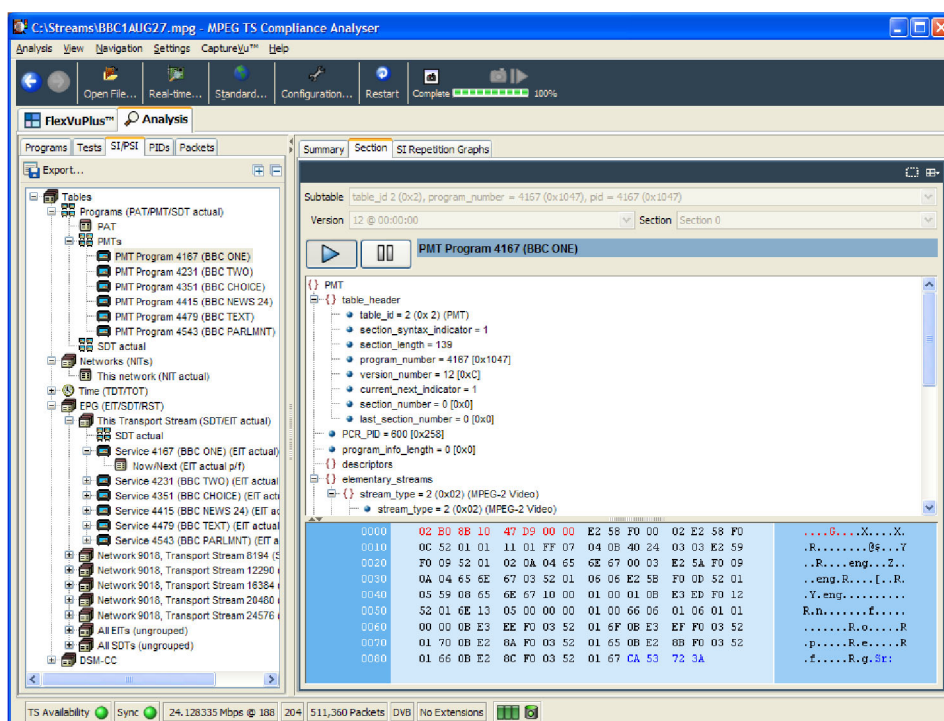 C:\Streams\BBC1AUG27.mpg - MPEG TS Compliance Analyser
Analysis View Navigation Settings CaptureVu™ Help
Open File... Real-time... Standard... Configuration... Restart Complete 100%
FlexVuPlus™ Analysis
Programs Tests SI/PSI PIDs Packets
Export...
Tables
Programs (PAT/PMT/SDT actual)
PAT
PMTs
PMT Program 4167 (BBC ONE)
PMT Program 4231 (BBC TWO)
PMT Program 4351 (BBC CHOICE)
PMT Program 4415 (BBC NEWS 24)
PMT Program 4479 (BBC TEXT)
PMT Program 4543 (BBC PARLMNT)
SDT actual
Networks (NITs)
This network (NIT actual)
Time (TDT/TOT)
EPG (EIT/SDT/RST)
This Transport Stream (SDT/EIT actual)
SDT actual
Service 4167 (BBC ONE) (EIT actual)
Now/Next (EIT actual p/f)
Service 4231 (BBC TWO) (EIT actu
Service 4351 (BBC CHOICE) (EIT a
Service 4415 (BBC NEWS 24) (EIT
Service 4479 (BBC TEXT) (EIT actu
Service 4543 (BBC PARLMNT) (EIT a
Network 9018, Transport Stream 8194 (S
Network 9018, Transport Stream 12290 (
Network 9018, Transport Stream 16384 (
Network 9018, Transport Stream 20480 (
Network 9018, Transport Stream 24576 (
All EITs (ungrouped)
All SDTs (ungrouped)
DSM-CC
Summary Section SI Repetition Graphs
Subtable table_id 2 (0x2), program_number = 4167 (0x1047), pid = 4167 (0x1047)
Version 12 @ 00:00:00 Section Section 0
PMT Program 4167 (BBC ONE)
{} PMT
{} table_header
table_id = 2 (0x 2) (PMT)
section_syntax_indicator = 1
section_length = 139
program_number = 4167 [0x1047]
version_number = 12 [0xC]
current_next_indicator = 1
section_number = 0 [0x0]
last_section_number = 0 [0x0]
PCR_PID = 600 [0x258]
program_info_length = 0 [0x0]
{} descriptors
{} elementary_streams
{} stream_type = 2 (0x02) (MPEG-2 Video)
stream_type = 2 (0x02) (MPEG-2 Video)
0000 02 B0 8B 10 47 D9 00 00 E2 58 F0 00 02 E2 58 F0 ....G....X....X.
0010 0C 52 01 01 11 01 FF 07 04 0B 40 24 03 03 E2 59 .R........@$...Y
0020 F0 09 52 01 02 0A 04 65 6E 67 00 03 E2 5A F0 09 ..R....eng...Z..
0030 0A 04 65 6E 67 03 52 01 06 06 E2 5B F0 0D 52 01 ..eng.R....[..R.
0040 05 59 08 65 6E 67 10 00 01 00 01 0B E3 ED F0 12 .Y.eng..........
0050 52 01 6E 13 05 00 00 00 01 00 66 06 01 06 01 01 R.n.......f.....
0060 00 00 0B E3 EE F0 03 52 01 6F 0B E3 EF F0 03 52 .......R.o.....R
0070 01 70 0B E2 8A F0 03 52 01 65 0B E2 8B F0 03 52 .p.....R.e.....R
0080 01 66 0B E2 8C F0 03 52 01 67 CA 53 72 3A .f.....R.g.Sr:
TS Availability Sync 24.128335 Mbps @ 188 204 511,360 Packets DVB No Extensions